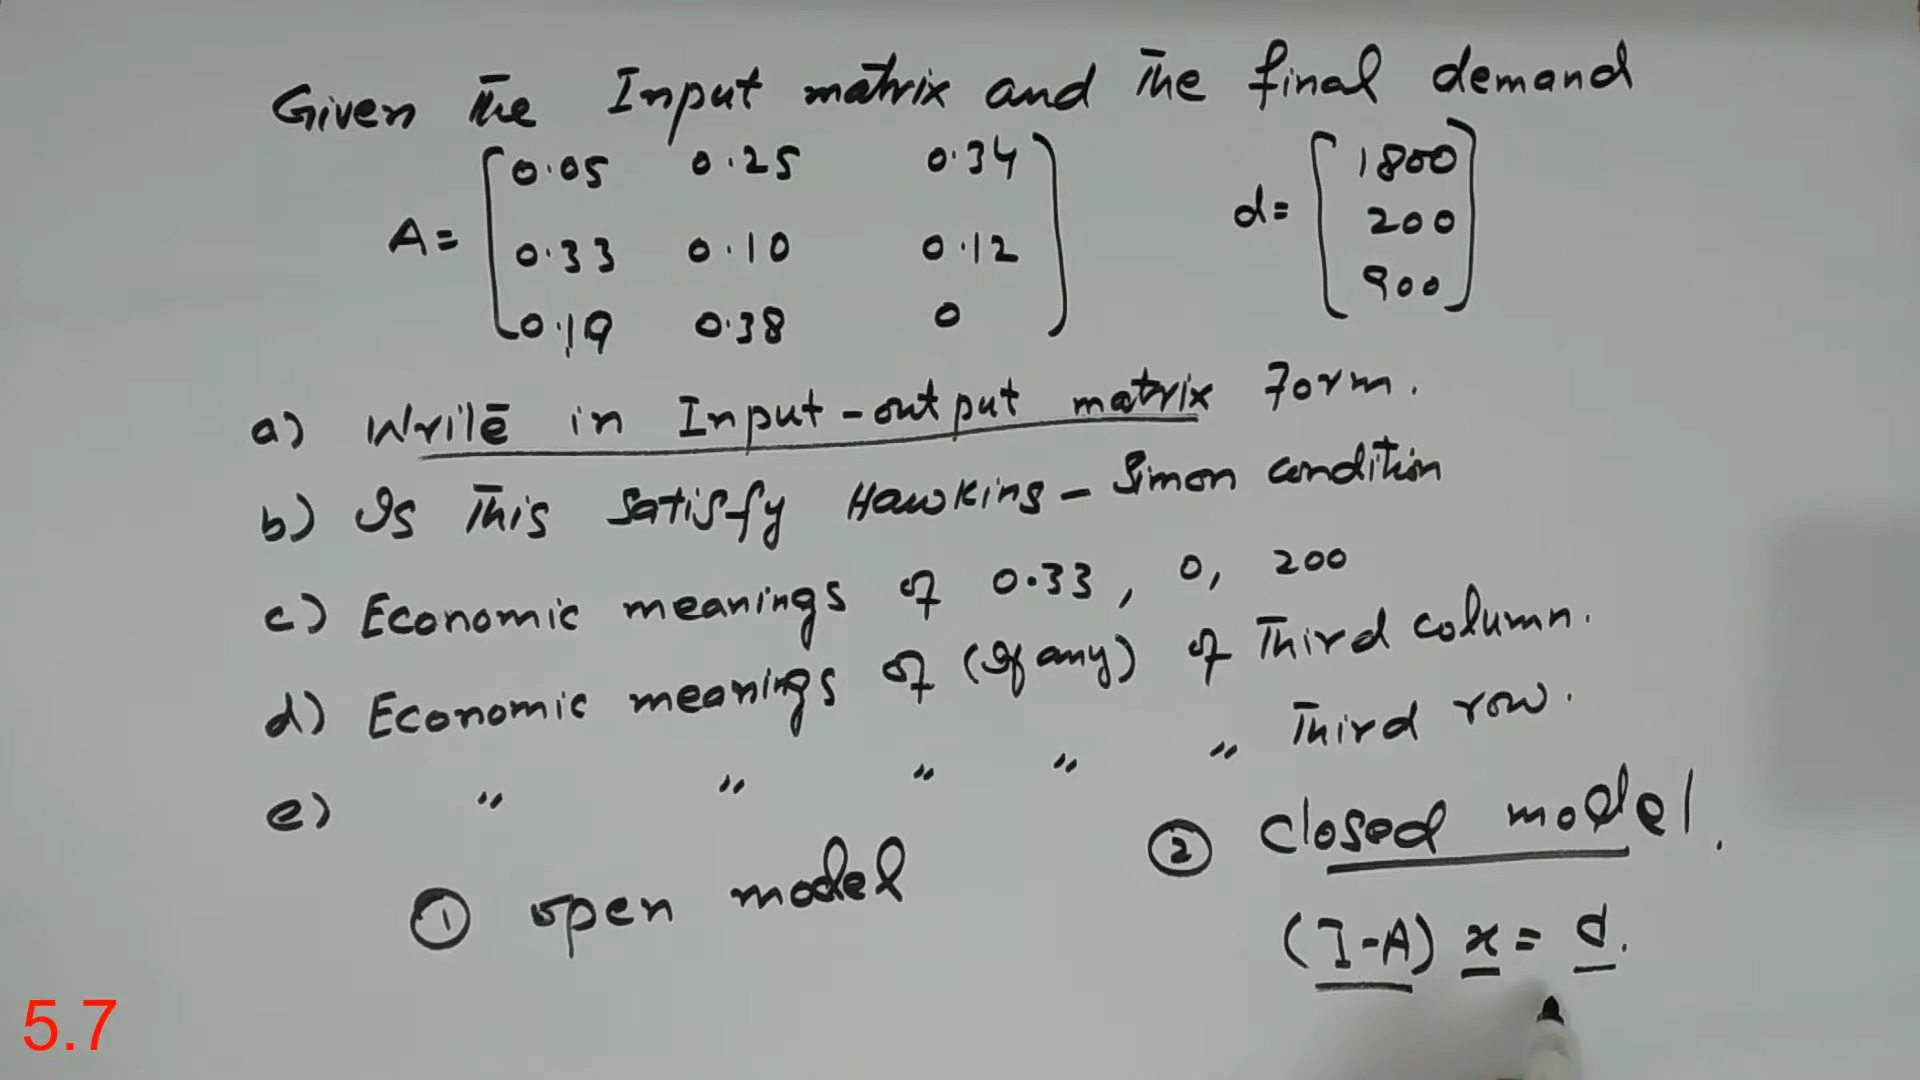 Given the Input matrix and the final demand
A = [ 0.05 0.25 0.34
0.33 0.10 0.12
0.19 0.38 0 ]
d = [ 1800
200
900 ]
a) Write in Input-output matrix Form.
b) Is This Satisfy Hawkins - Simon condition
c) Economic meanings of 0.33, 0, 200
d) Economic meanings of (If any) of Third column.
e) " " " " " Third row.
① open model
② Closed model.
(I-A) x = d.
5.7